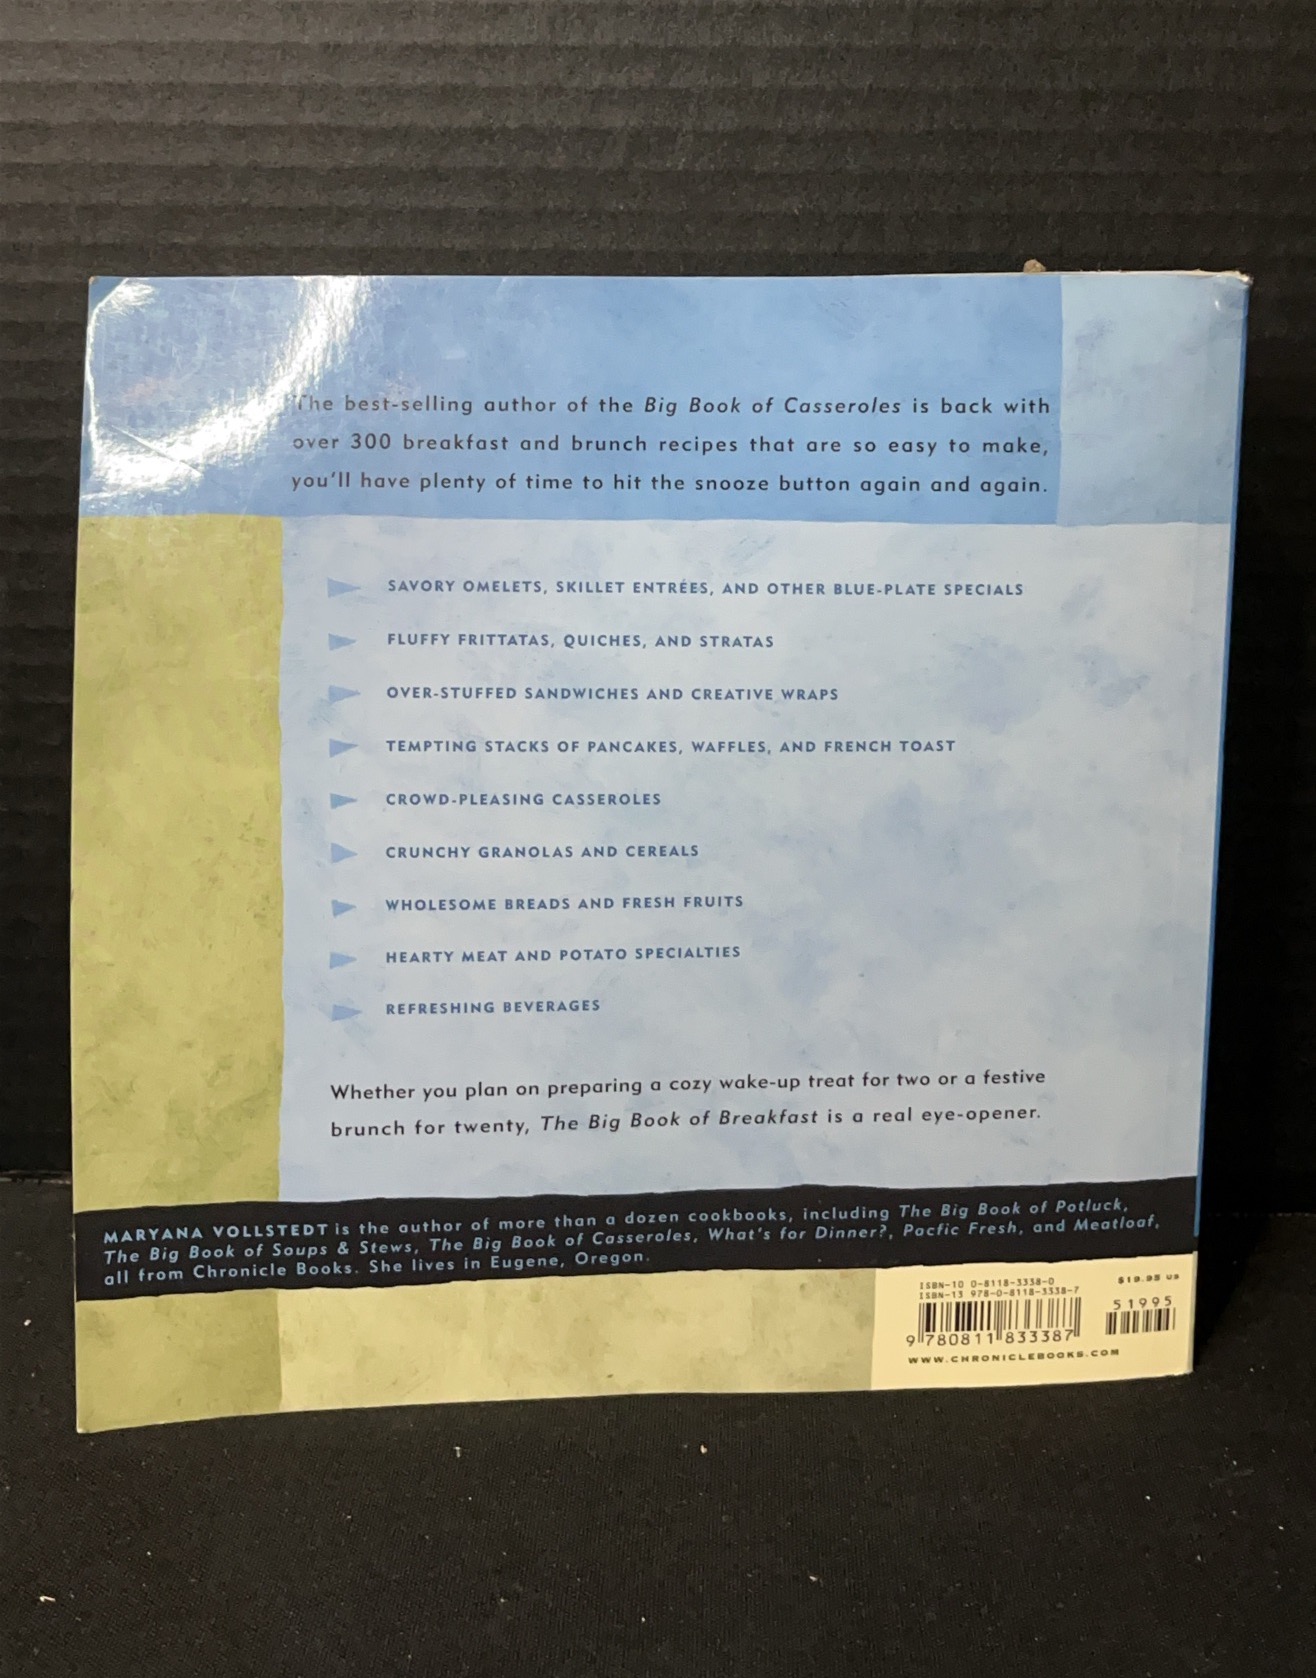 The best-selling author of the Big Book of Casseroles is back with
over 300 breakfast and brunch recipes that are so easy to make,
you'll have plenty of time to hit the snooze button again and again.
SAVORY OMELETS, SKILLET ENTRÉES, AND OTHER BLUE-PLATE SPECIALS
FLUFFY FRITTATAS, QUICHES, AND STRATAS
OVER-STUFFED SANDWICHES AND CREATIVE WRAPS
TEMPTING STACKS OF PANCAKES, WAFFLES, AND FRENCH TOAST
CROWD-PLEASING CASSEROLES
CRUNCHY GRANOLAS AND CEREALS
WHOLESOME BREADS AND FRESH FRUITS
HEARTY MEAT AND POTATO SPECIALTIES
REFRESHING BEVERAGES
Whether you plan on preparing a cozy wake-up treat for two or a festive
brunch for twenty, The Big Book of Breakfast is a real eye-opener.
MARYANA VOLLSTEDT is the author of more than a dozen cookbooks, including The Big Book of Potluck,
The Big Book of Soups & Stews, The Big Book of Casseroles, What's for Dinner?, Pacfic Fresh, and Meatloaf,
all from Chronicle Books. She lives in Eugene, Oregon.
ISBN-10 0-8118-3338-0
ISBN-13 978-0-8118-3338-7
$19.95 US
51995
9 780811 833387
WWW.CHRONICLEBOOKS.COM